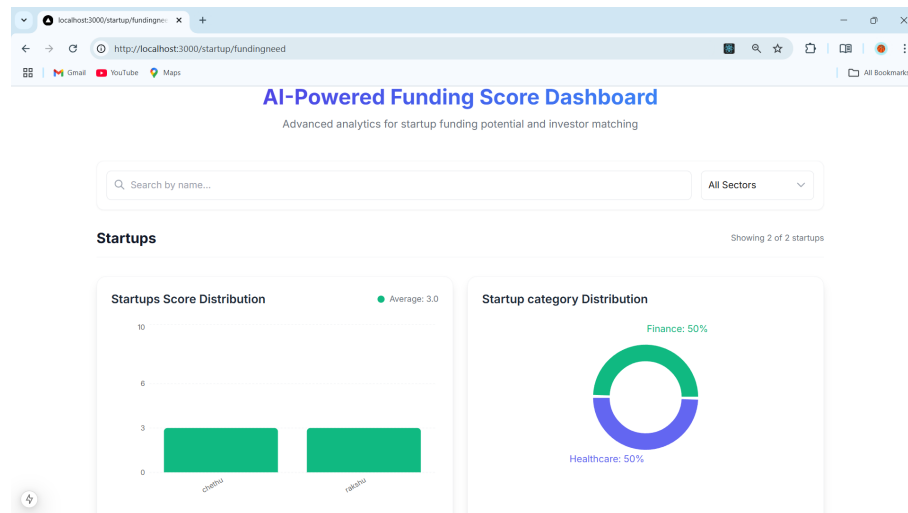 localhost:3000/startup/fundingnee
http://localhost:3000/startup/fundingneed
Gmail YouTube Maps All Bookmarks
AI-Powered Funding Score Dashboard
Advanced analytics for startup funding potential and investor matching
Search by name... All Sectors
Startups Showing 2 of 2 startups
Startups Score Distribution Average: 3.0
10
6
3
0
chethu rakshu
Startup category Distribution
Finance: 50%
Healthcare: 50%